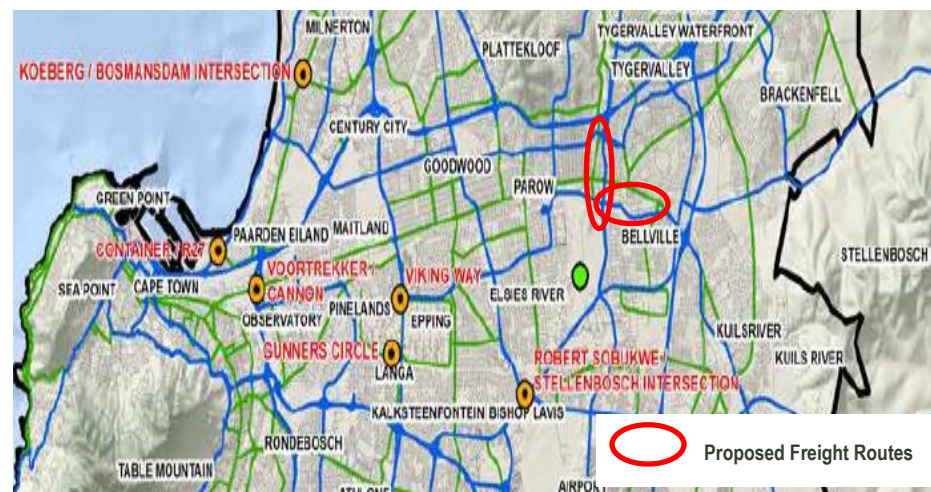 MILNERTON
TYGERVALLEY WATERFRONT
PLATTEKLOOF
KOEBERG / BOSMANSDAM INTERSECTION
TYGERVALLEY
BRACKENFELL
CENTURY CITY
GOODWOOD
PAROW
GREEN POINT
MAITLAND
PAARDEN EILAND
BELLVILLE
CONTAINER / R27
STELLENBOSCH
VOORTREKKER /
CANNON
VIKING WAY
SEA POINT
CAPE TOWN
ELSIES RIVER
PINELANDS
OBSERVATORY
EPPING
KUILSRIVER
GUNNERS CIRCLE
ROBERT SOBUKWE /
STELLENBOSCH INTERSECTION
KUILS RIVER
LANGA
KALKSTEENFONTEIN
BISHOP LAVIS
RONDEBOSCH
Proposed Freight Routes
TABLE MOUNTAIN
ATHLONE
AIRPORT